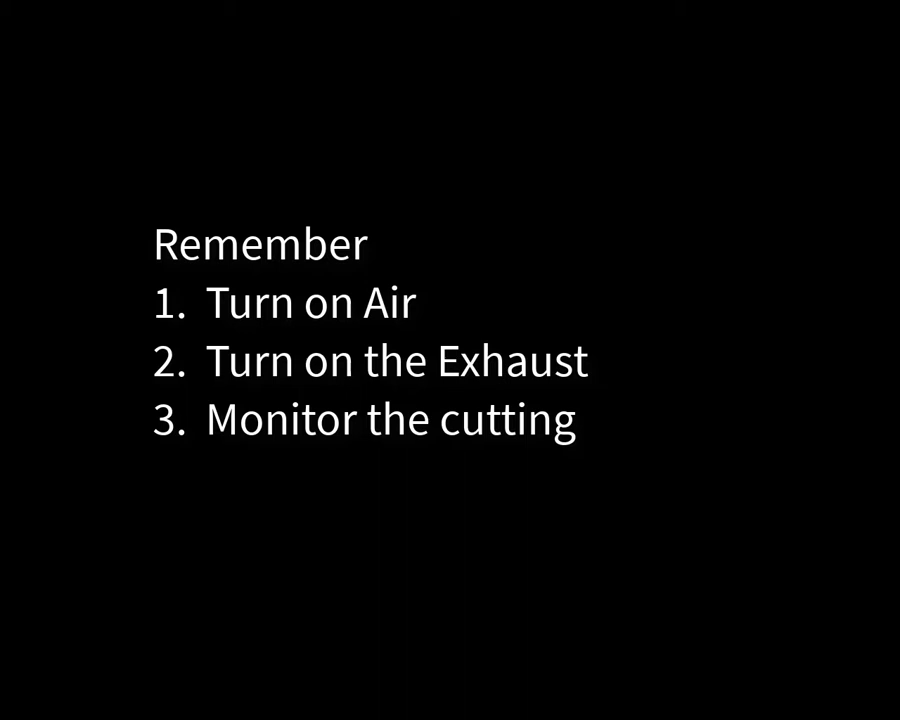 Remember
1. Turn on Air
2. Turn on the Exhaust
3. Monitor the cutting